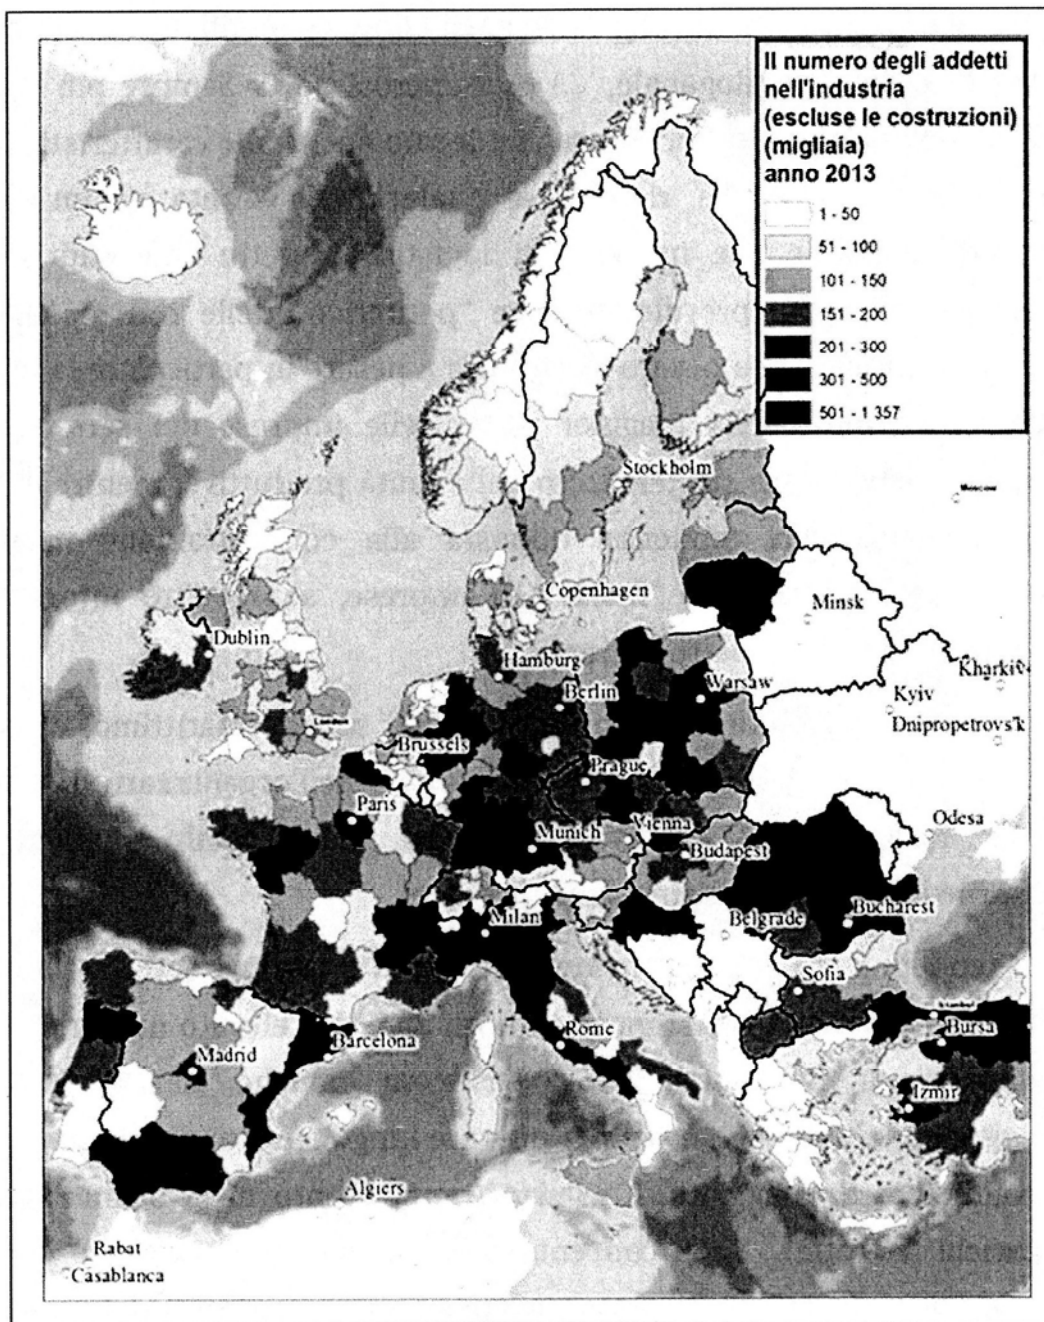 Il numero degli addetti
nell'industria
(escluse le costruzioni)
(migliaia)
anno 2013
1 - 50
51 - 100
101 - 150
151 - 200
201 - 300
301 - 500
501 - 1 357
Stockholm
Moscow
Copenhagen
Minsk
Dublin
Hamburg
Kharkiv
Berlin
Warsaw
Kyiv
London
Dnipropetrovs'k
Brussels
Prague
Paris
Odesa
Munich
Vienna
Budapest
Milan
Belgrade
Bucharest
Sofia
Istanbul
Rome
Bursa
Barcelona
Madrid
Izmir
Algiers
Rabat
Casablanca